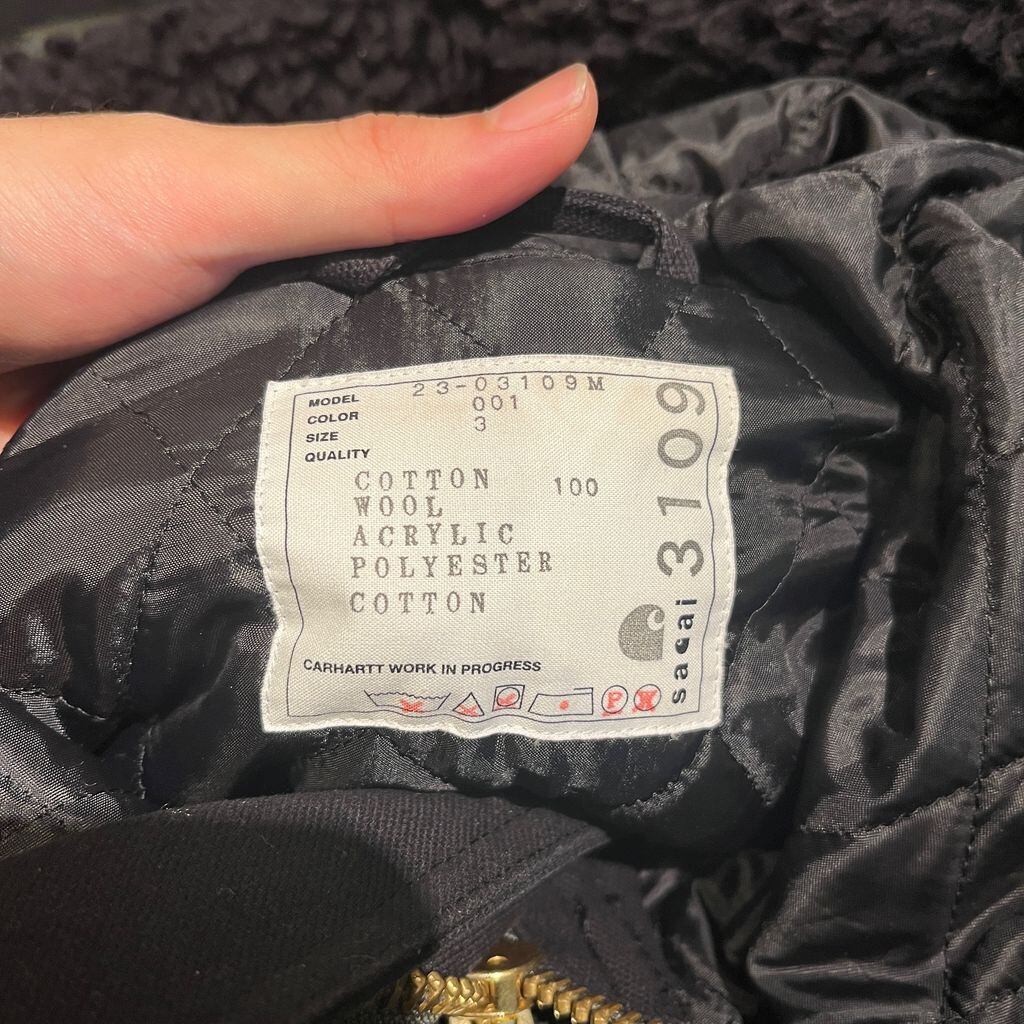 MODEL 23-03109M
COLOR 001
SIZE 3
QUALITY
COTTON 100
WOOL
ACRYLIC
POLYESTER
COTTON
CARHARTT WORK IN PROGRESS
P W
sacai 3109